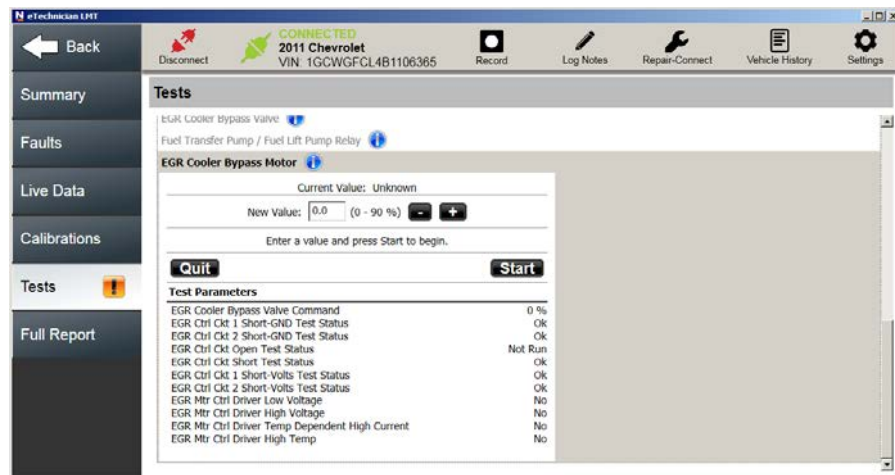 eTechnician LMT
Back
Disconnect
CONNECTED
2011 Chevrolet
VIN: 1GCWGFCL4B1106365
Record
Log Notes
Repair-Connect
Vehicle History
Settings
Summary
Faults
Live Data
Calibrations
Tests
Full Report
Tests
EGR Cooler Bypass Valve
Fuel Transfer Pump / Fuel Lift Pump Relay
EGR Cooler Bypass Motor
Current Value: Unknown
New Value: 0.0 (0 - 90 %) - +
Enter a value and press Start to begin.
Quit Start
Test Parameters
EGR Cooler Bypass Valve Command 0 %
EGR Ctrl Ckt 1 Short-GND Test Status Ok
EGR Ctrl Ckt 2 Short-GND Test Status Ok
EGR Ctrl Ckt Open Test Status Not Run
EGR Ctrl Ckt Short Test Status Ok
EGR Ctrl Ckt 1 Short-Volts Test Status Ok
EGR Ctrl Ckt 2 Short-Volts Test Status Ok
EGR Mtr Ctrl Driver Low Voltage No
EGR Mtr Ctrl Driver High Voltage No
EGR Mtr Ctrl Driver Temp Dependent High Current No
EGR Mtr Ctrl Driver High Temp No